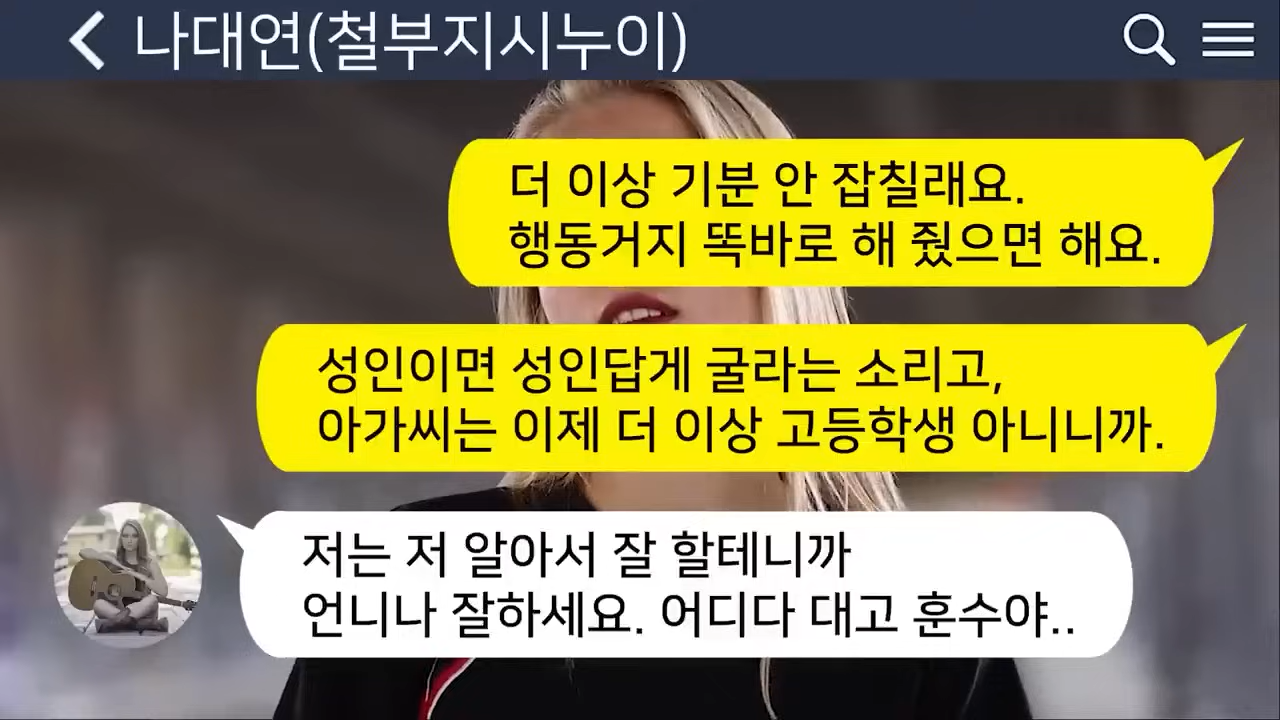 나대연(철부지시누이)
더 이상 기분 안 잡칠래요.
행동거지 똑바로 해 줬으면 해요.
성인이면 성인답게 굴라는 소리고,
아가씨는 이제 더 이상 고등학생 아니니까.
저는 저 알아서 잘 할테니까
언니나 잘하세요. 어디다 대고 훈수야..